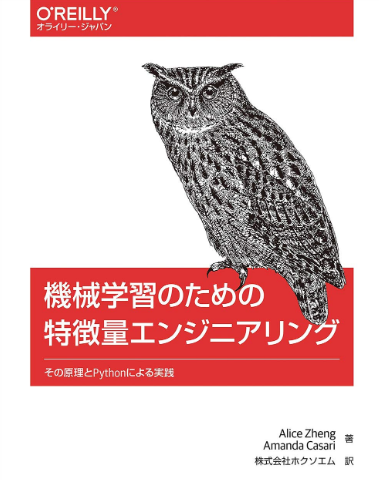 O'REILLY®
オライリー・ジャパン
機械学習のための
特徴量エンジニアリング
その原理とPythonによる実践
Alice Zheng
Amanda Casari 著
株式会社ホクソエム 訳